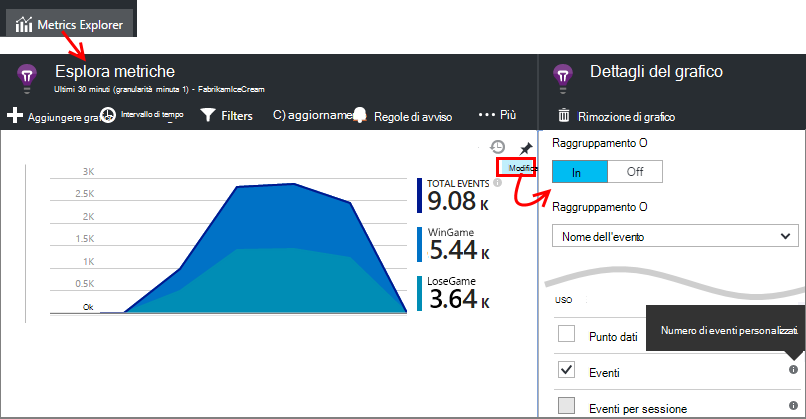 Metrics Explorer
Esplora metriche
Ultimi 30 minuti (granularità minuta 1) - FabrikamIceCream
Aggiungere grafic
Intervallo di tempo
Filters
C) aggiornamen
Regole di avviso
Più
Modifica
3K
2.5K
2K
1.5K
1K
0.5K
Ok
TOTAL EVENTS
9.08 K
WinGame
5.44 K
LoseGame
3.64 K
Dettagli del grafico
Rimozione di grafico
Raggruppamento O
In
Off
Raggruppamento O
Nome dell'evento
USO
Numero di eventi personalizzati.
Punto dati
Eventi
Eventi per sessione